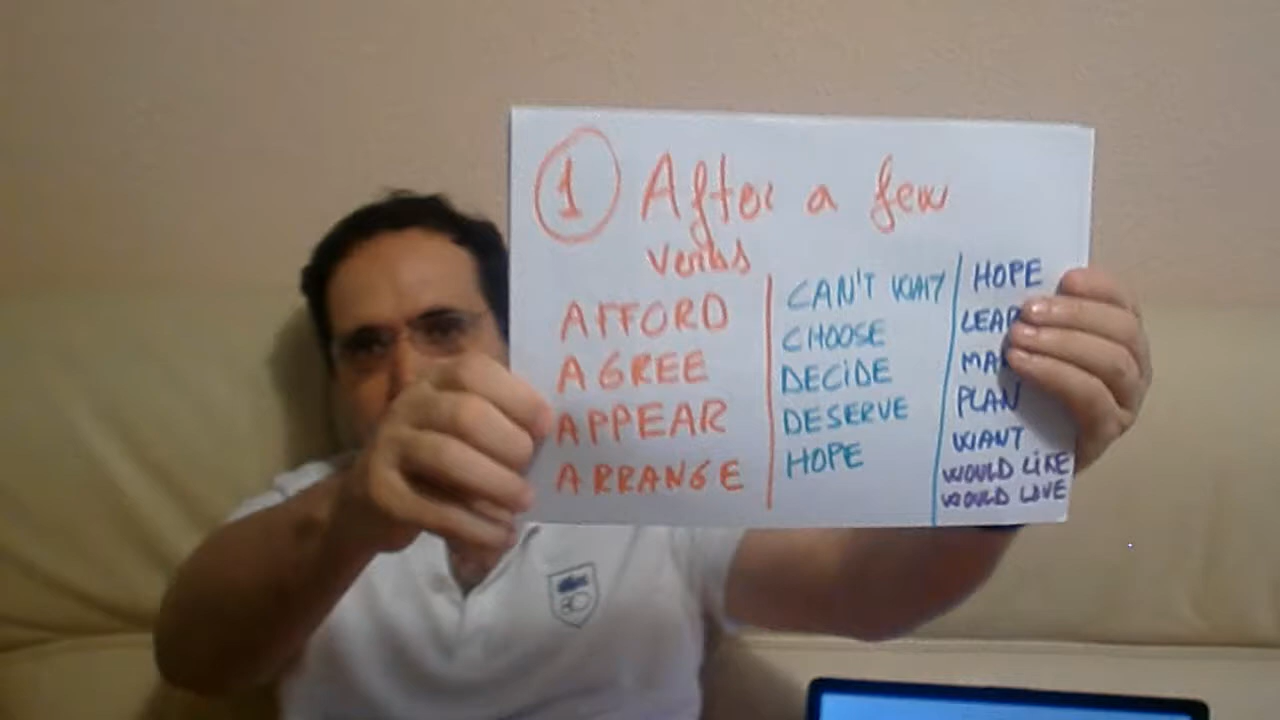 1 After a few
verbs
AFFORD
AGREE
APPEAR
ARRANGE
CAN'T WAIT
CHOOSE
DECIDE
DESERVE
HOPE
HOPE
PLAN
WANT
WOULD LIKE
WOULD LOVE
30